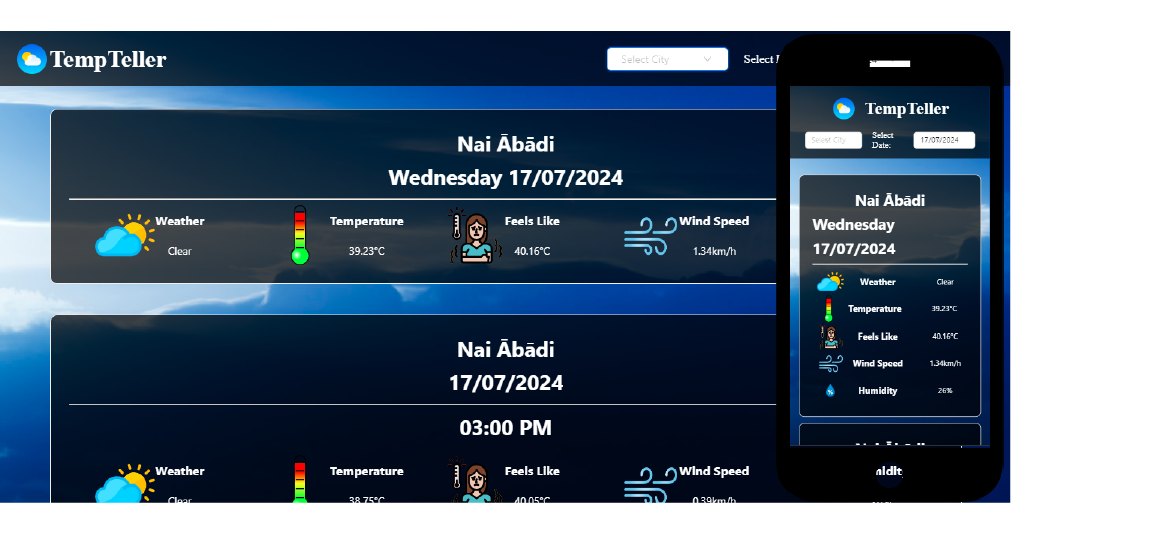 TempTeller
Select City
Select
Nai Ābādi
Wednesday 17/07/2024
Weather
Clear
Temperature
39.23°C
Feels Like
40.16°C
Wind Speed
1.34km/h
Nai Ābādi
17/07/2024
03:00 PM
Weather
Clear
Temperature
38.75°C
Feels Like
40.05°C
Wind Speed
0.39km/h
TempTeller
Select City
Select
Date:
17/07/2024
Nai Ābādi
Wednesday
17/07/2024
Weather
Clear
Temperature
39.23°C
Feels Like
40.16°C
Wind Speed
1.34km/h
Humidity
26%